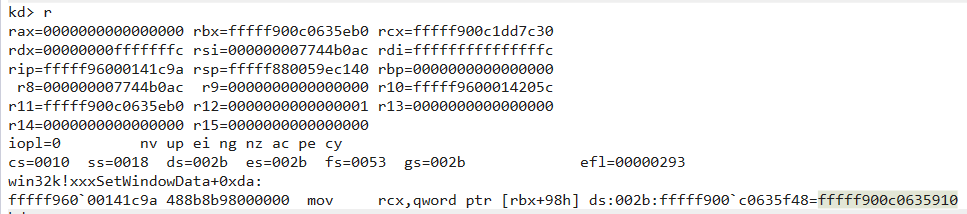 kd> r
rax=0000000000000000 rbx=fffff900c0635eb0 rcx=fffff900c1dd7c30
rdx=00000000fffffffc rsi=000000007744b0ac rdi=fffffffffffffffc
rip=fffff96000141c9a rsp=fffff880059ec140 rbp=0000000000000000
r8=000000007744b0ac r9=0000000000000000 r10=fffff9600014205c
r11=fffff900c0635eb0 r12=0000000000000001 r13=0000000000000000
r14=0000000000000000 r15=0000000000000000
iopl=0 nv up ei ng nz ac pe cy
cs=0010 ss=0018 ds=002b es=002b fs=0053 gs=002b efl=00000293
win32k!xxxSetWindowData+0xda:
fffff960`00141c9a 488b8b98000000 mov rcx,qword ptr [rbx+98h] ds:002b:fffff900`c0635f48=fffff900c0635910